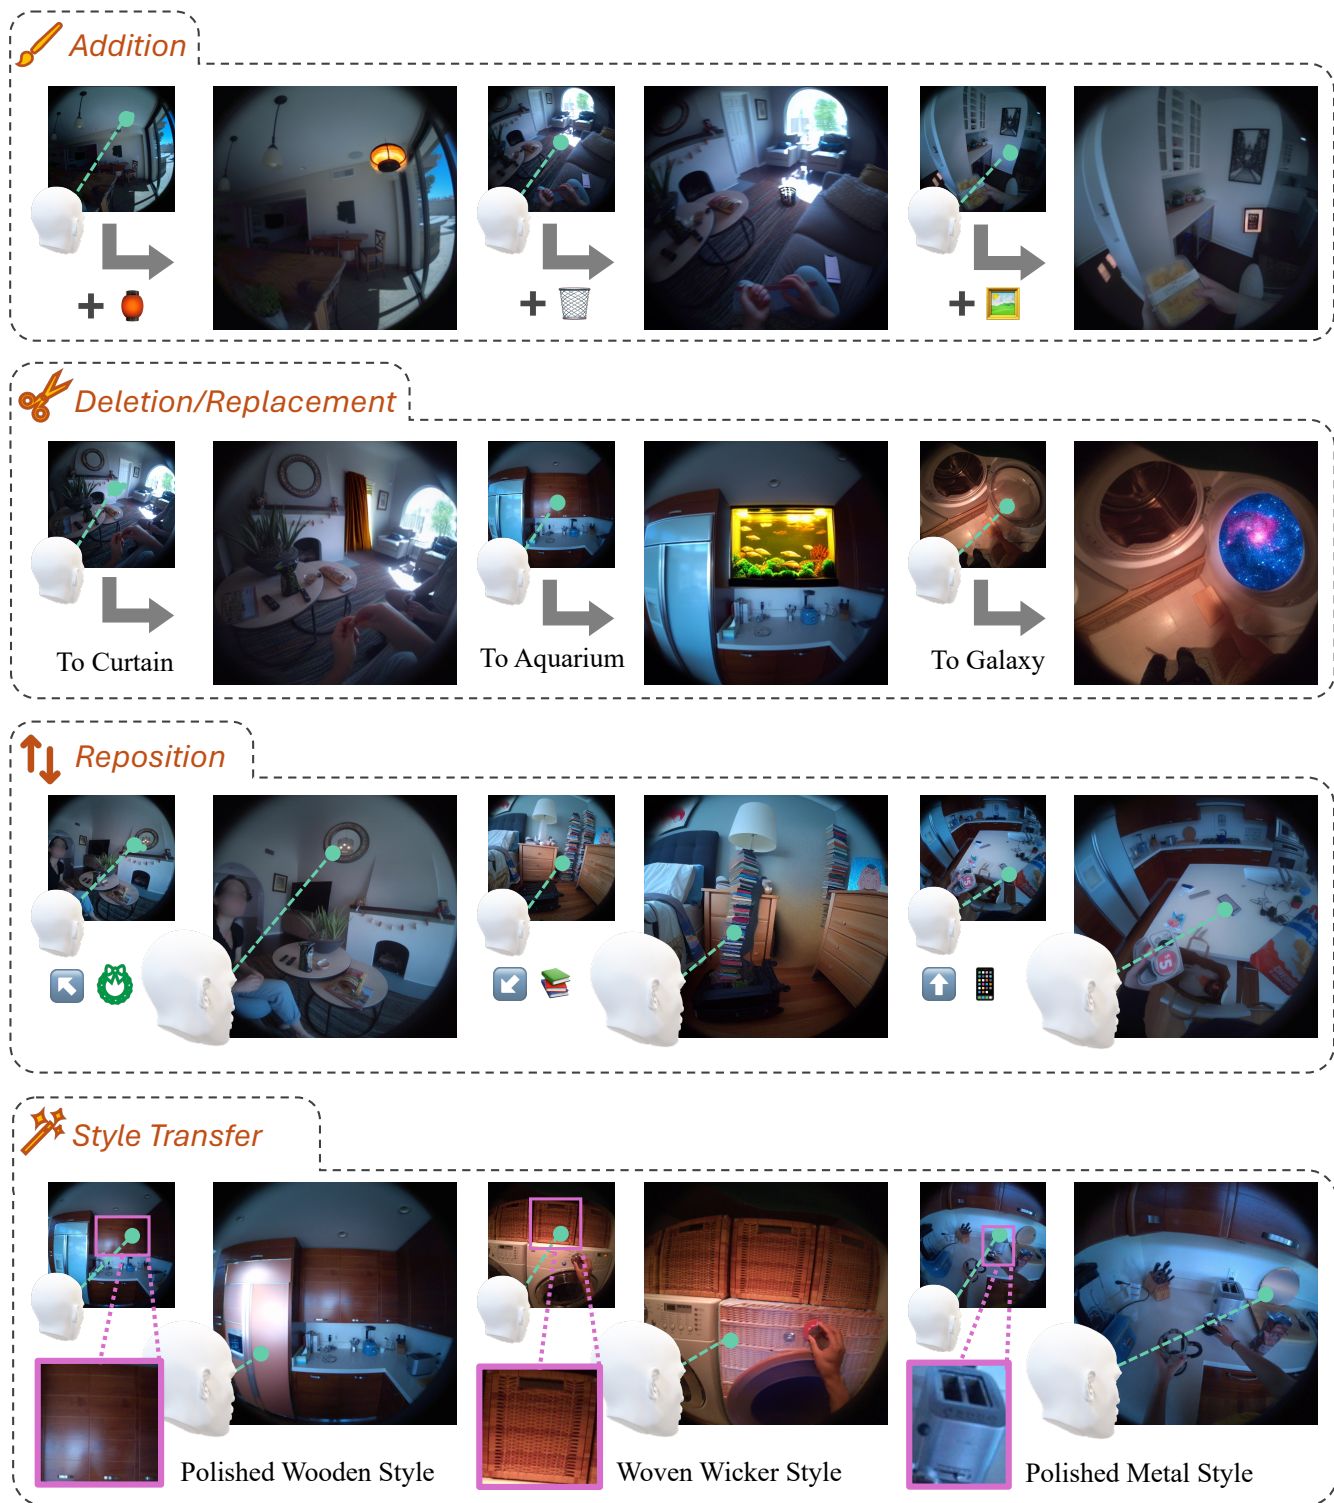 Addition
Deletion/Replacement
To Curtain
To Aquarium
To Galaxy
Reposition
Style Transfer
Polished Wooden Style
Woven Wicker Style
Polished Metal Style